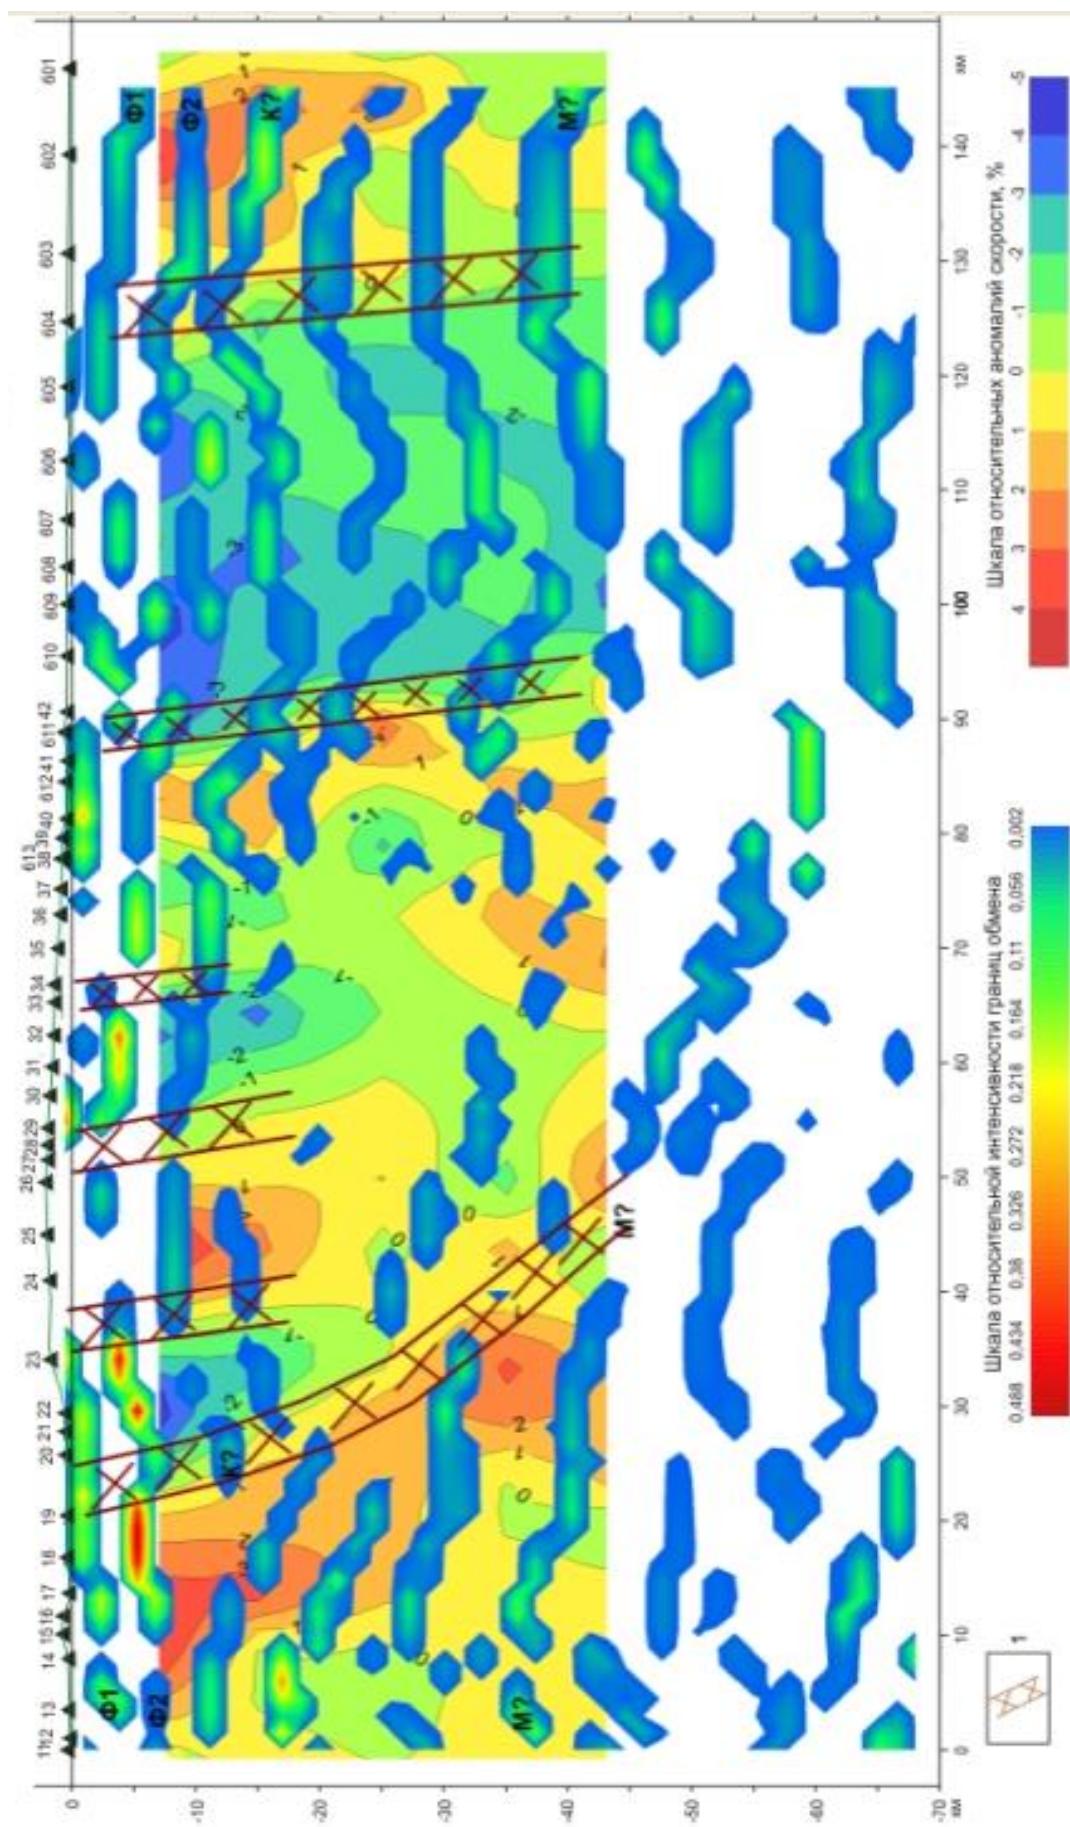 613
11 12 13 14 15 16 17 18 19 20 21 22 23 24 25 26 27 28 29 30 31 32 33 34 35 36 37 38 39 40 612 41 611 42 610 609 608 607 606 605 604 603 602 601
0
-10
-20
-30
-40
-50
-60
-70
км
Ф1
Ф2
М?
К?
М?
Ф1
Ф2
К?
М?
0 10 20 30 40 50 60 70 80 90 100 110 120 130 140 км
1
Шкала относительной интенсивности границ обмена
0,488 0,434 0,38 0,326 0,272 0,218 0,164 0,11 0,056 0,002
Шкала относительных аномалий скорости, %
4 3 2 1 0 -1 -2 -3 -4 -5